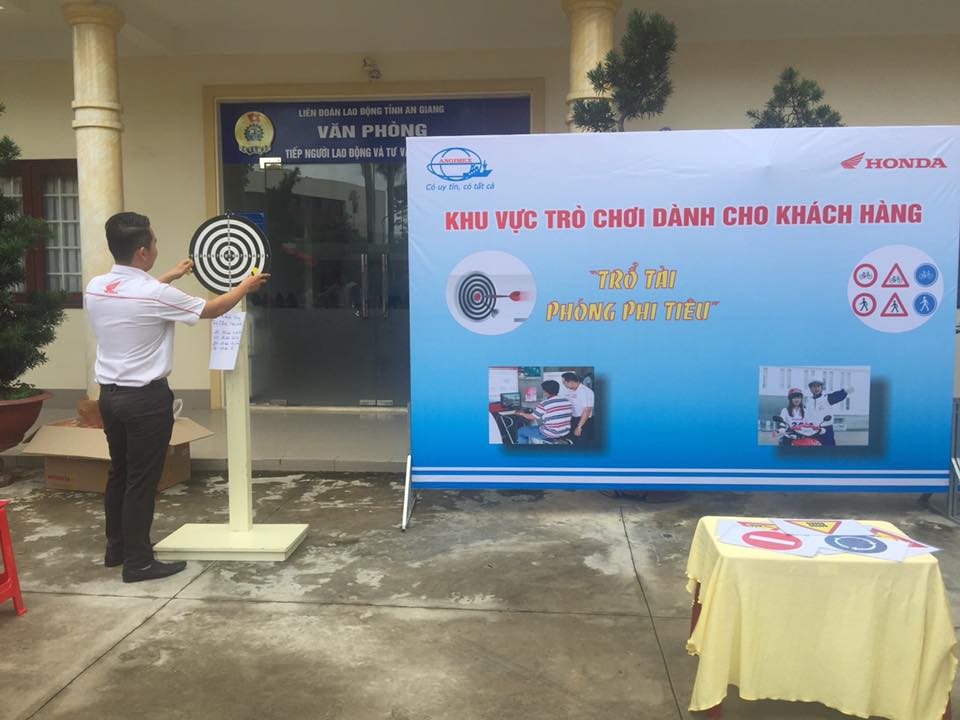 LIÊN ĐOÀN LAO ĐỘNG TỈNH AN GIANG
VĂN PHÒNG
TIẾP NGƯỜI LAO ĐỘNG VÀ TƯ
ANGIMEX
Có uy tín, có tất cả
HONDA
KHU VỰC TRÒ CHƠI DÀNH CHO KHÁCH HÀNG
"TRỔ TÀI
PHÓNG PHI TIÊU"
HONDA